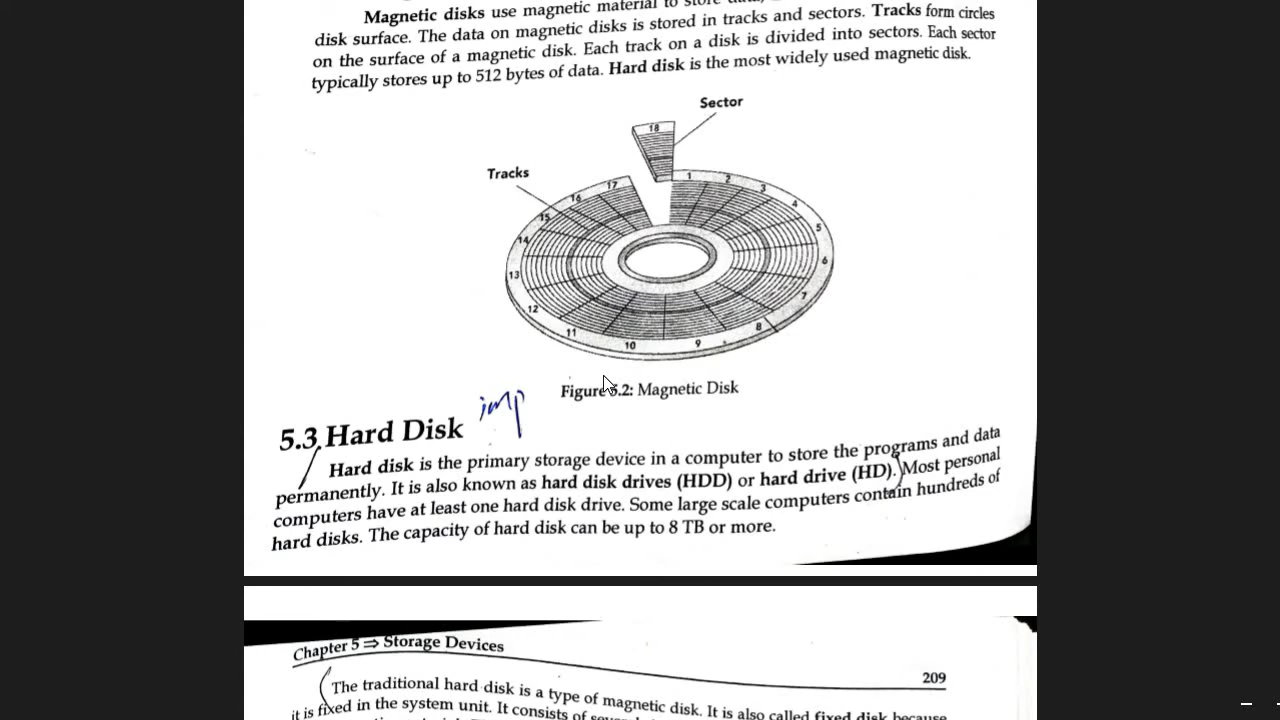 Magnetic disks use magnetic material to store data,
disk surface. The data on magnetic disks is stored in tracks and sectors. Tracks form circles
on the surface of a magnetic disk. Each track on a disk is divided into sectors. Each sector
typically stores up to 512 bytes of data. Hard disk is the most widely used magnetic disk.
Sector
18
Tracks
17
1
2
3
16
4
15
5
14
6
13
7
12
8
11
10
9
Figure 5.2: Magnetic Disk
imp
5.3 Hard Disk
Hard disk is the primary storage device in a computer to store the programs and data
permanently. It is also known as hard disk drives (HDD) or hard drive (HD). Most personal
computers have at least one hard disk drive. Some large scale computers contain hundreds of
hard disks. The capacity of hard disk can be up to 8 TB or more.
Chapter 5 ⇒ Storage Devices
209
The traditional hard disk is a type of magnetic disk. It is also called fixed disk because
it is fixed in the system unit. It consists of